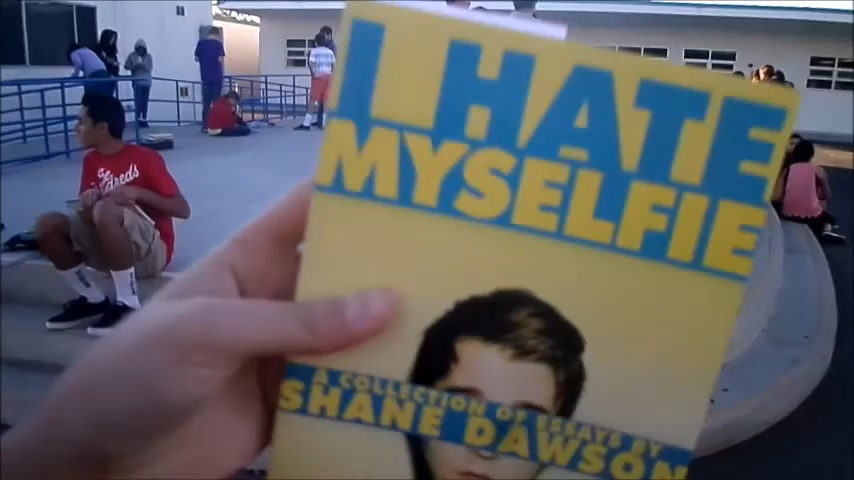 I HATE
MYSELFIE
A COLLECTION OF ESSAYS BY
SHANE DAWSON